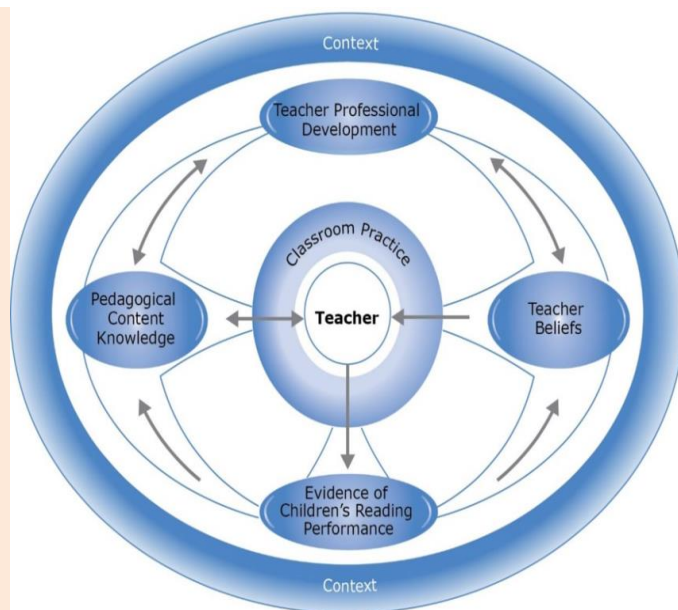 Context
Teacher Professional
Development
Classroom Practice
Pedagogical
Content
Knowledge
Teacher
Teacher
Beliefs
Evidence of
Children's Reading
Performance
Context